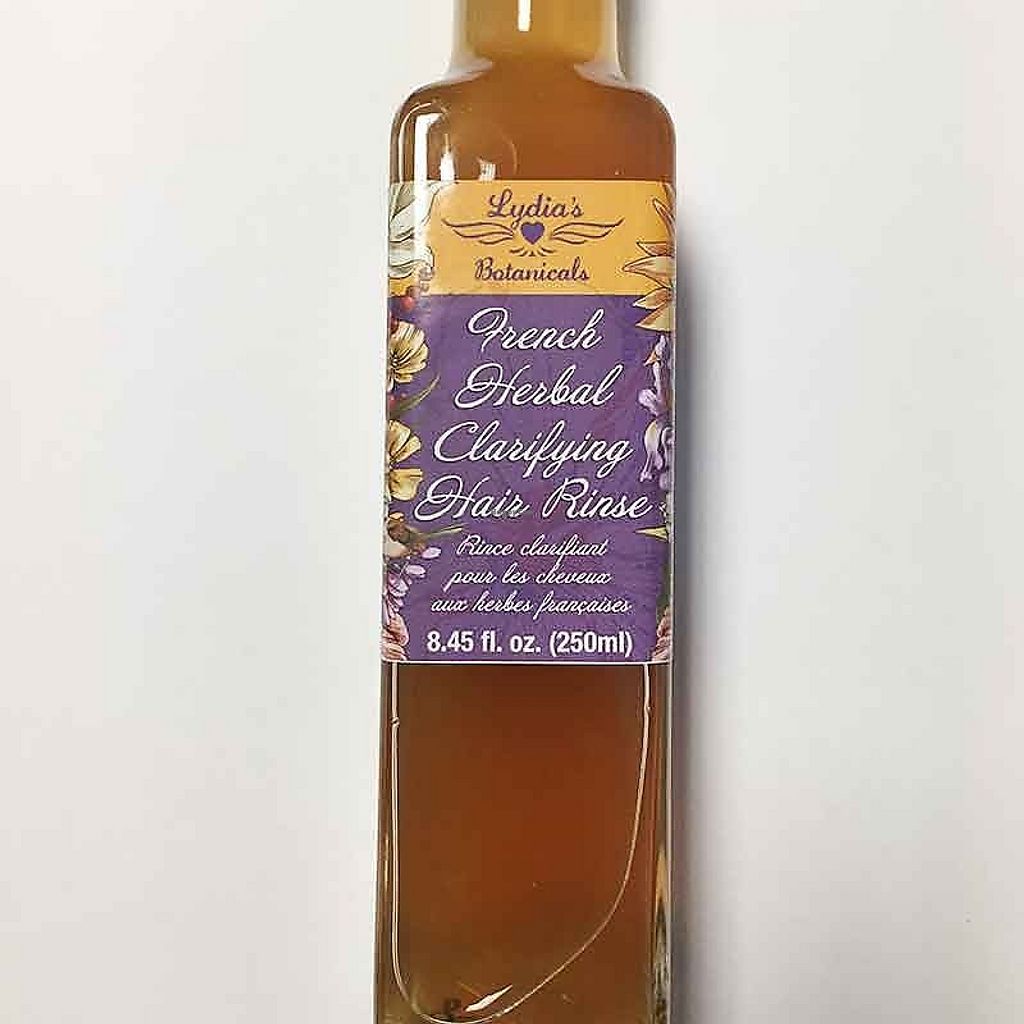 Lydia's
Botanicals
French
Herbal
Clarifying
Hair Rinse
Rince clarifiant
pour les cheveux
aux herbes françaises
8.45 fl. oz. (250ml)